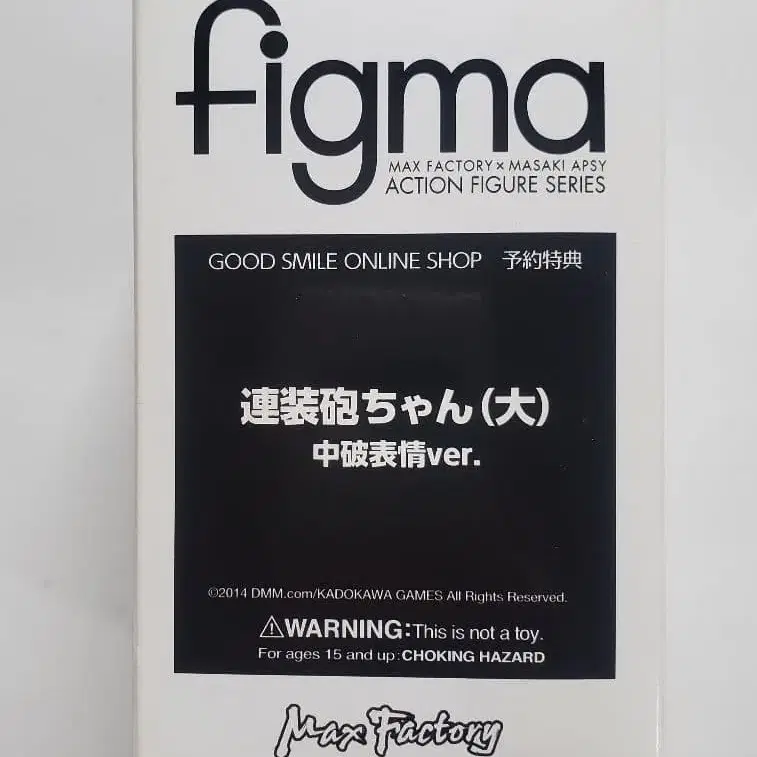 figma
MAX FACTORY × MASAKI APSY
ACTION FIGURE SERIES
GOOD SMILE ONLINE SHOP 予約特典
連装砲ちゃん(大)
中破表情ver.
©2014 DMM.com/KADOKAWA GAMES All Rights Reserved.
⚠WARNING:This is not a toy.
For ages 15 and up:CHOKING HAZARD
Max Factory